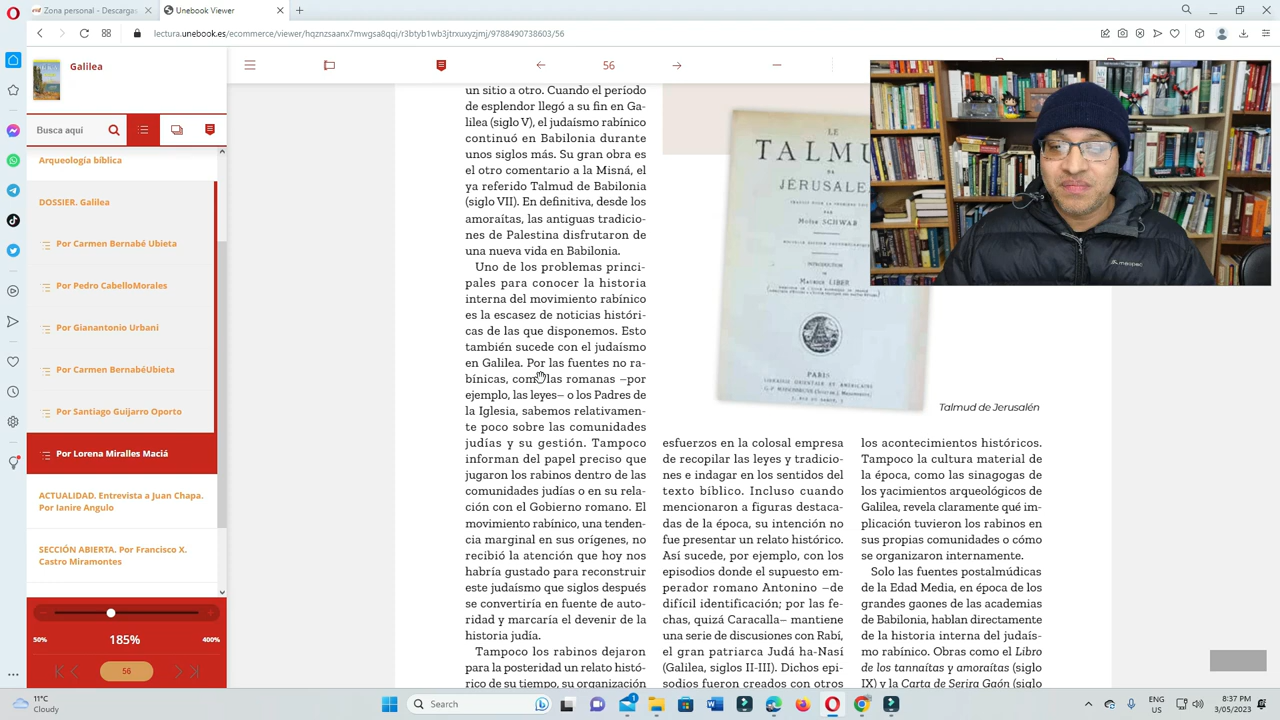 Zona personal - Descargas
Unebook Viewer
lectura.unebook.es/ecommerce/viewer/hqznzsaanx7mwgsa8qqi/r3btyb1wb3jtrxuxyzjmj/9788490738603/56
Galilea
56
Busca aqui
Arqueología bíblica
DOSSIER. Galilea
Por Carmen Bernabé Ubieta
Por Pedro CabelloMorales
Por Gianantonio Urbani
Por Carmen BernabéUbieta
Por Santiago Guijarro Oporto
Por Lorena Miralles Maciá
ACTUALIDAD. Entrevista a Juan Chapa.
Por Ianire Angulo
SECCIÓN ABIERTA. Por Francisco X.
Castro Miramontes
50%
185%
400%
56
un sitio a otro. Cuando el período
de esplendor llegó a su fin en Ga-
lilea (siglo V), el judaísmo rabínico
continuó en Babilonia durante
unos siglos más. Su gran obra es
el otro comentario a la Misná, el
ya referido Talmud de Babilonia
(siglo VII). En definitiva, desde los
amoraítas, las antiguas tradicio-
nes de Palestina disfrutaron de
una nueva vida en Babilonia.
Uno de los problemas princi-
pales para conocer la historia
interna del movimiento rabínico
es la escasez de noticias históri-
cas de las que disponemos. Esto
también sucede con el judaísmo
en Galilea. Por las fuentes no ra-
bínicas, como las romanas –por
ejemplo, las leyes– o los Padres de
la Iglesia, sabemos relativamen-
te poco sobre las comunidades
judías y su gestión. Tampoco
informan del papel preciso que
jugaron los rabinos dentro de las
comunidades judías o en su rela-
ción con el Gobierno romano. El
movimiento rabínico, una tenden-
cia marginal en sus orígenes, no
recibió la atención que hoy nos
habría gustado para reconstruir
este judaísmo que siglos después
se convertiría en fuente de auto-
ridad y marcaría el devenir de la
historia judía.
Tampoco los rabinos dejaron
para la posteridad un relato histó-
rico de su tiempo, su organización
LE
TALMU
DE
JÉRUSALE
PAR
MOÏSE SCHWAB
INTRODUCTION
MAURICE LIBER
PARIS
Talmud de Jerusalén
esfuerzos en la colosal empresa
de recopilar las leyes y tradicio-
nes e indagar en los sentidos del
texto bíblico. Incluso cuando
mencionaron a figuras destaca-
das de la época, su intención no
fue presentar un relato histórico.
Así sucede, por ejemplo, con los
episodios donde el supuesto em-
perador romano Antonino –de
difícil identificación; por las fe-
chas, quizá Caracalla– mantiene
una serie de discusiones con Rabí,
el gran patriarca Judá ha-Nasí
(Galilea, siglos II-III). Dichos epi-
sodios fueron creados con otros
los acontecimientos históricos.
Tampoco la cultura material de
la época, como las sinagogas de
los yacimientos arqueológicos de
Galilea, revela claramente qué im-
plicación tuvieron los rabinos en
sus propias comunidades o cómo
se organizaron internamente.
Solo las fuentes postalmúdicas
de la Edad Media, en época de los
grandes gaones de las academias
de Babilonia, hablan directamente
de la historia interna del judaís-
mo rabínico. Obras como el Libro
de los tannaítas y amoraítas (siglo
IX) y la Carta de Serira Gaón (siglo
11°C
Cloudy
Search
ENG
US
8:37 PM
3/05/2023